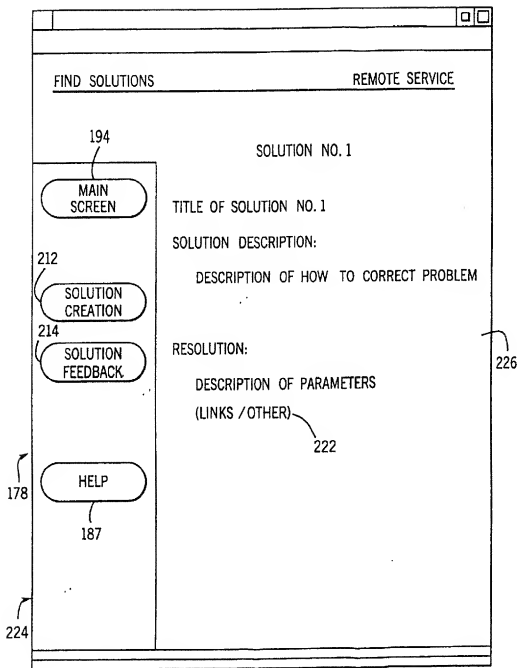 FIND SOLUTIONS REMOTE SERVICE
194
SOLUTION NO. 1
MAIN
SCREEN
TITLE OF SOLUTION NO. 1
SOLUTION DESCRIPTION:
212
DESCRIPTION OF HOW TO CORRECT PROBLEM
SOLUTION
CREATION
214
SOLUTION
FEEDBACK
RESOLUTION:
226
DESCRIPTION OF PARAMETERS
(LINKS / OTHER)
222
HELP
178
187
224